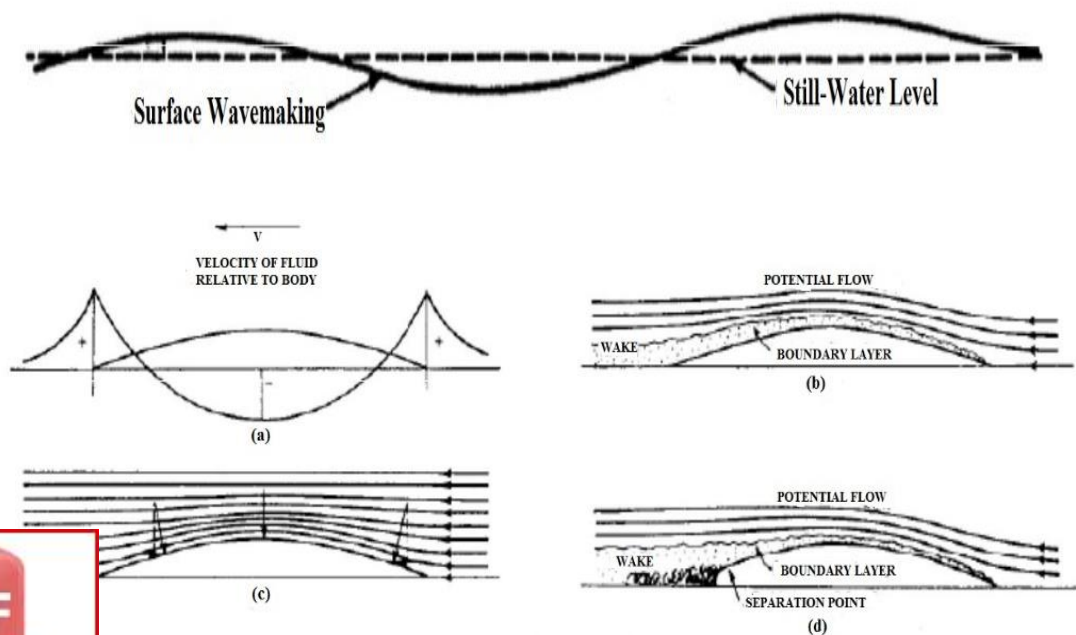 Surface Wavemaking
Still-Water Level
V
VELOCITY OF FLUID
RELATIVE TO BODY
+
+
-
(a)
POTENTIAL FLOW
WAKE
BOUNDARY LAYER
(b)
(c)
POTENTIAL FLOW
WAKE
BOUNDARY LAYER
SEPARATION POINT
(d)